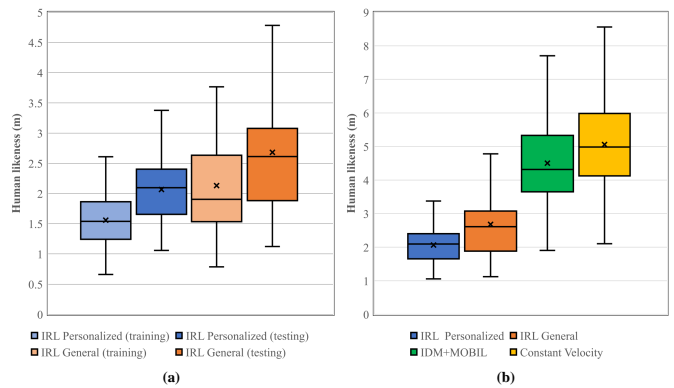 5
4.5
4
3.5
3
2.5
2
1.5
1
0.5
0
Human likeness (m)
IRL Personalized (training) IRL Personalized (testing)
IRL General (training) IRL General (testing)
(a)
9
8
7
6
5
4
3
2
1
0
Human likeness (m)
IRL Personalized IRL General
IDM+MOBIL Constant Velocity
(b)